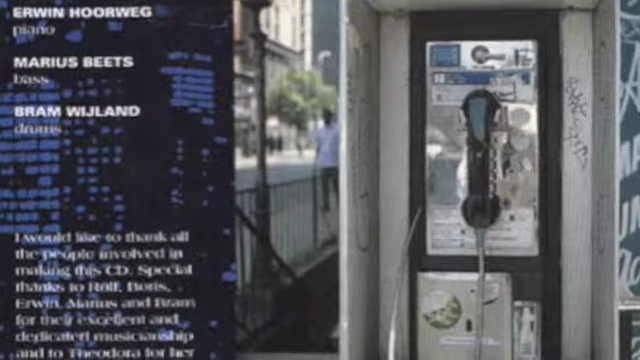 ERWIN HOORWEG
piano
MARIUS BEETS
bass
BRAM WIJLAND
drums
I would like to thank all
the people involved in
making this CD. Special
thanks to Rolf, Boris,
Erwin, Marius and Bram
for their excellent and
dedicated musicianship
and to Theodora for her